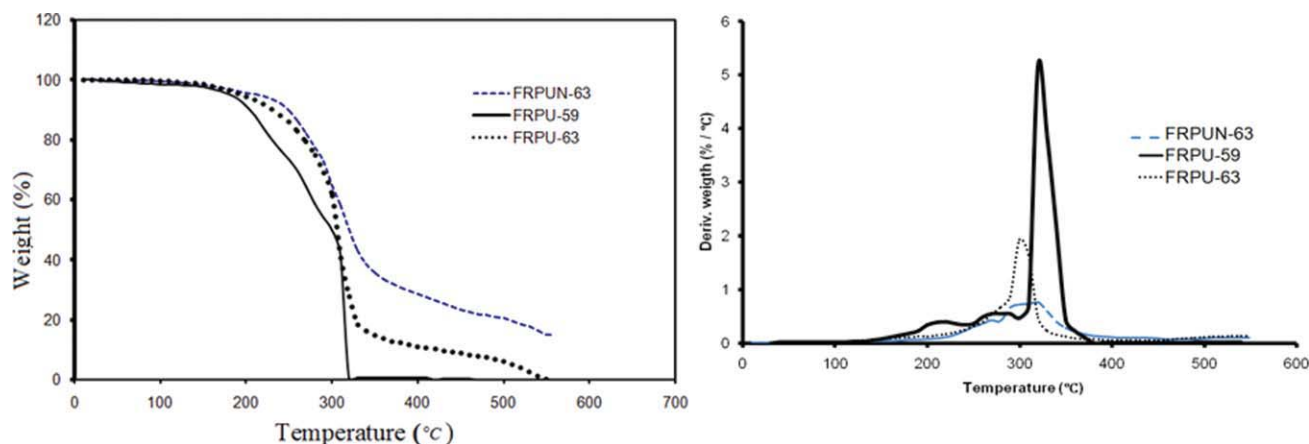 120
100
80
60
40
20
0
Weight (%)
FRPUN-63
FRPU-59
FRPU-63
0 100 200 300 400 500 600 700
Temperature (°C)
6
5
4
3
2
1
0
Deriv. weigth (% / °C)
FRPUN-63
FRPU-59
FRPU-63
0 100 200 300 400 500 600
Temperature (°C)